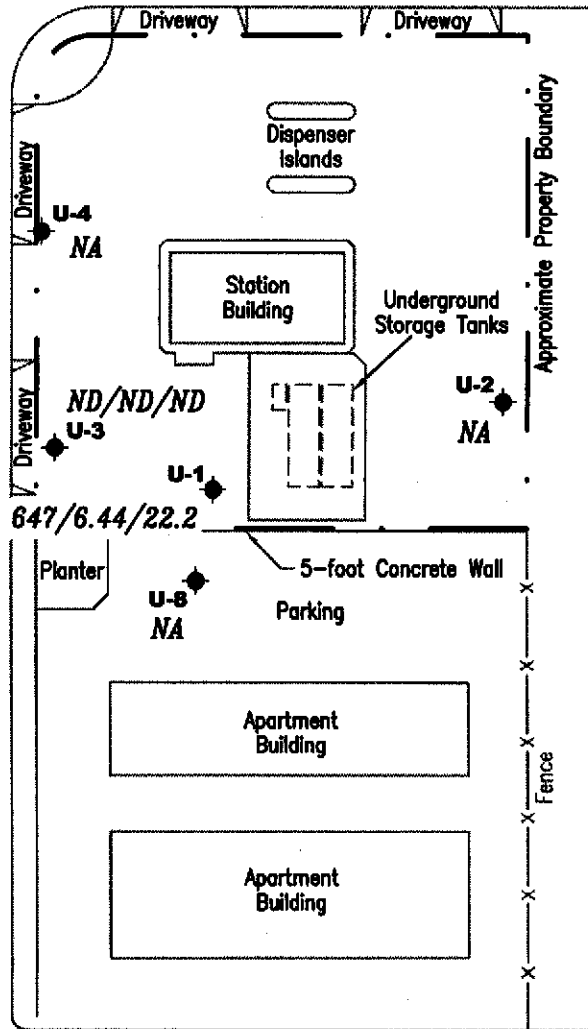 Driveway
Driveway
Dispenser
Islands
Driveway
Approximate Property Boundary
U-4
NA
Station
Building
Underground
Storage Tanks
U-2
NA
Driveway
ND/ND/ND
U-3
U-1
647/6.44/22.2
Planter
5-foot Concrete Wall
U-8
NA
Parking
Apartment
Building
Fence
Apartment
Building